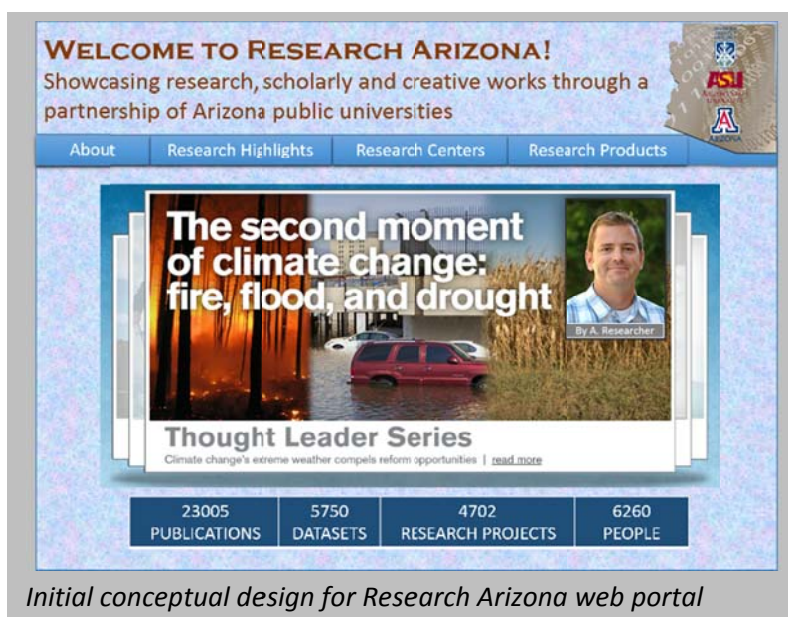 WELCOME TO RESEARCH ARIZONA!
Showcasing research, scholarly and creative works through a
partnership of Arizona public universities
ASU
ARIZONA
About Research Highlights Research Centers Research Products
The second moment
of climate change:
fire, flood, and drought
By A. Researcher
Thought Leader Series
Climate change's extreme weather compels reform opportunities | read more
23005 5750 4702 6260
PUBLICATIONS DATASETS RESEARCH PROJECTS PEOPLE
Initial conceptual design for Research Arizona web portal